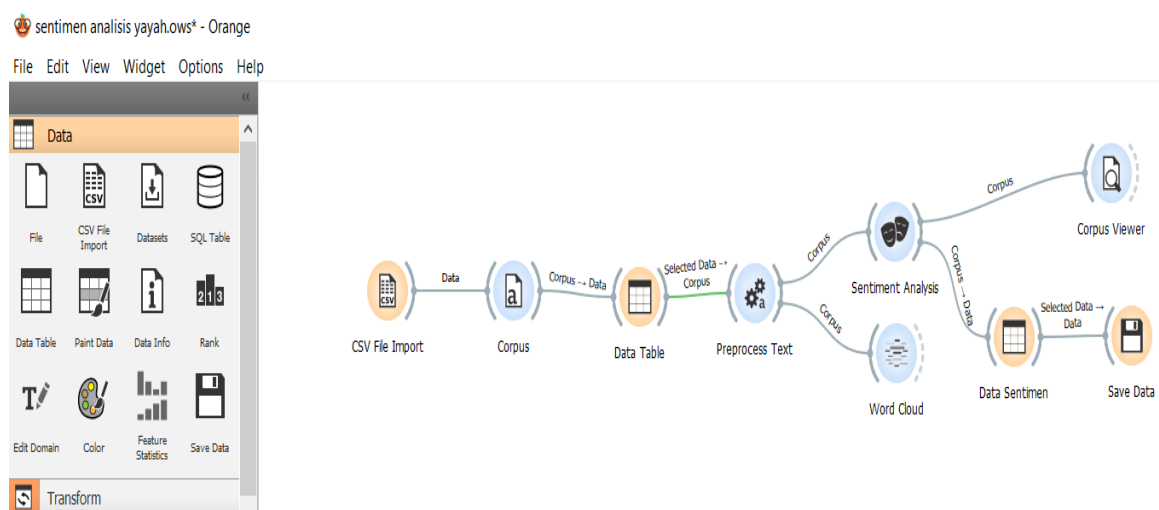 sentimen analisis yayah.ows* - Orange
File Edit View Widget Options Help
«
Data
File
CSV File Import
Datasets
SQL Table
Data Table
Paint Data
Data Info
Rank
Edit Domain
Color
Feature Statistics
Save Data
Transform
CSV File Import
Data
Corpus
Corpus → Data
Data Table
Selected Data →
Corpus
Preprocess Text
Corpus
Corpus
Sentiment Analysis
Word Cloud
Corpus
Corpus Viewer
Corpus → Data
Data Sentimen
Selected Data →
Data
Save Data